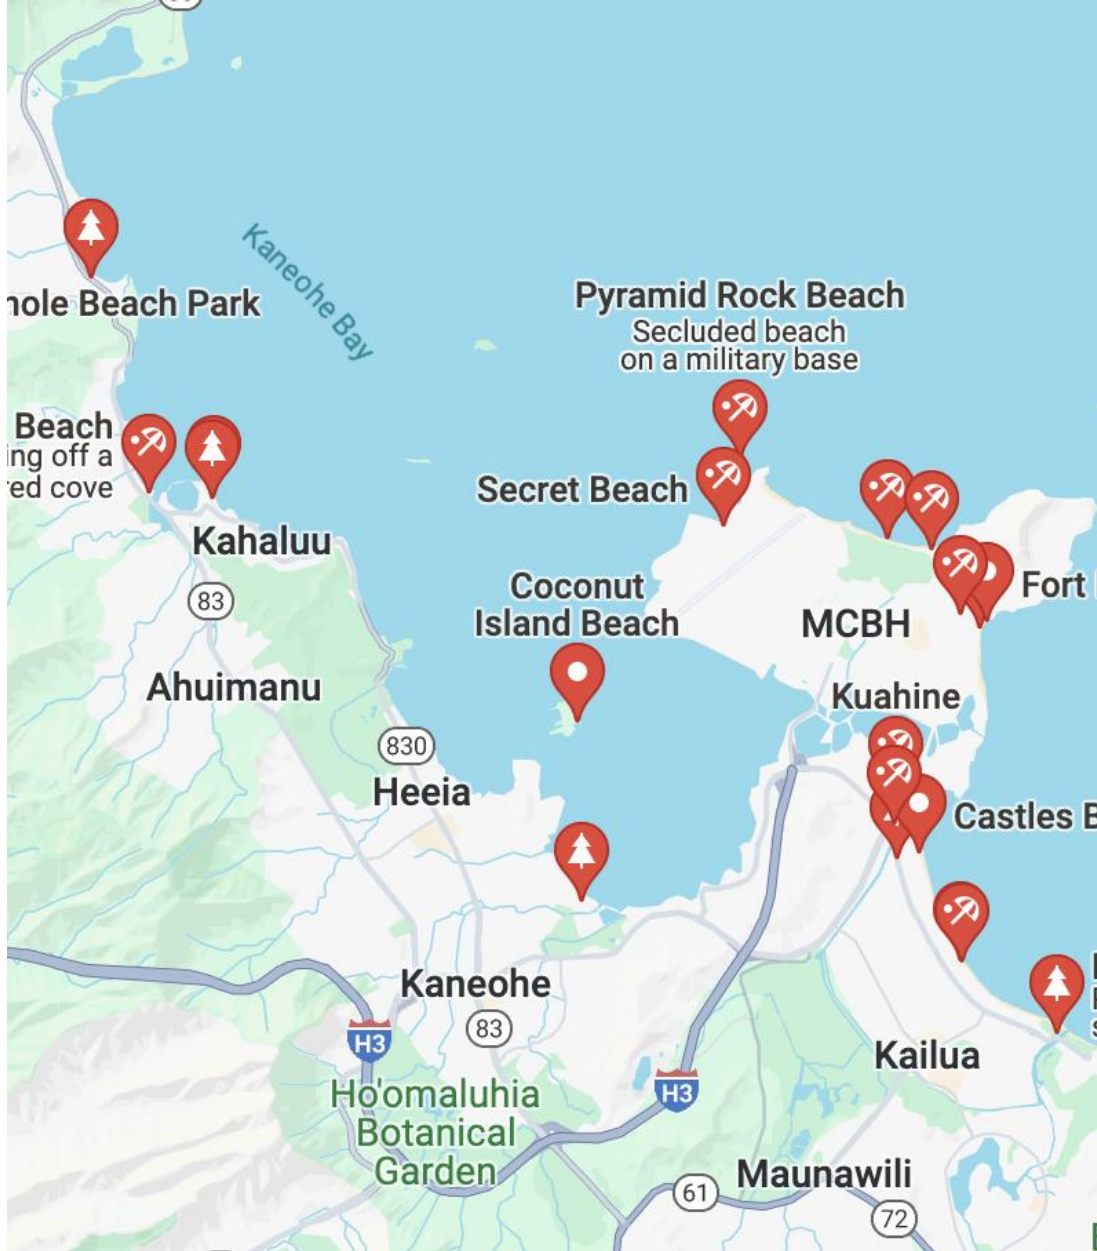 Kaneohe Bay
hole Beach Park
Pyramid Rock Beach
Secluded beach
on a military base
Beach
ing off a
red cove
Secret Beach
Kahaluu
83
Coconut
Island Beach
Fort
MCBH
Ahuimanu
Kuahine
830
Heeia
Castles B
Kaneohe
83
H3
Kailua
H3
Ho'omaluhia
Botanical
Garden
Maunawili
61
72